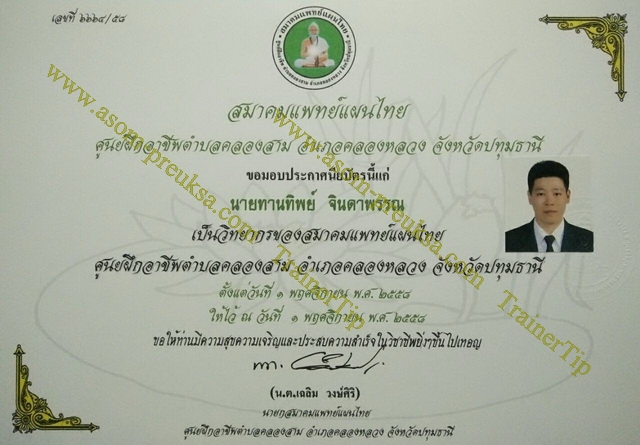 เลขที่ ๒๒๒๔/๕๘
สมาคมแพทย์แผนไทย
สมาคมแพทย์แผนไทย
ศูนย์ฝึกอาชีพตำบลคลองสาม อำเภอคลองหลวง จังหวัดปทุมธานี
ขอมอบประกาศนียบัตรนี้แก่
นายทานทิพย์ จินดาพรรณ
เป็นวิทยากรของสมาคมแพทย์แผนไทย
ศูนย์ฝึกอาชีพตำบลคลองสาม อำเภอคลองหลวง จังหวัดปทุมธานี
ตั้งแต่วันที่ ๑ พฤศจิกายน พ.ศ. ๒๕๕๘
ให้ไว้ ณ วันที่ ๑ พฤศจิกายน พ.ศ. ๒๕๕๘
ขอให้ท่านมีความสุขความเจริญและประสบความสำเร็จในวิชาชีพยิ่งๆขึ้นไปเทอญ
(น.ต.เฉลิม วงษ์ศิริ)
นายกสมาคมแพทย์แผนไทย
ศูนย์ฝึกอาชีพตำบลคลองสาม อำเภอคลองหลวง จังหวัดปทุมธานี
www.asom-preuksa.com TrainerTip
www.asom-preuksa.com TrainerTip
www.asom-preuksa.com TrainerTip